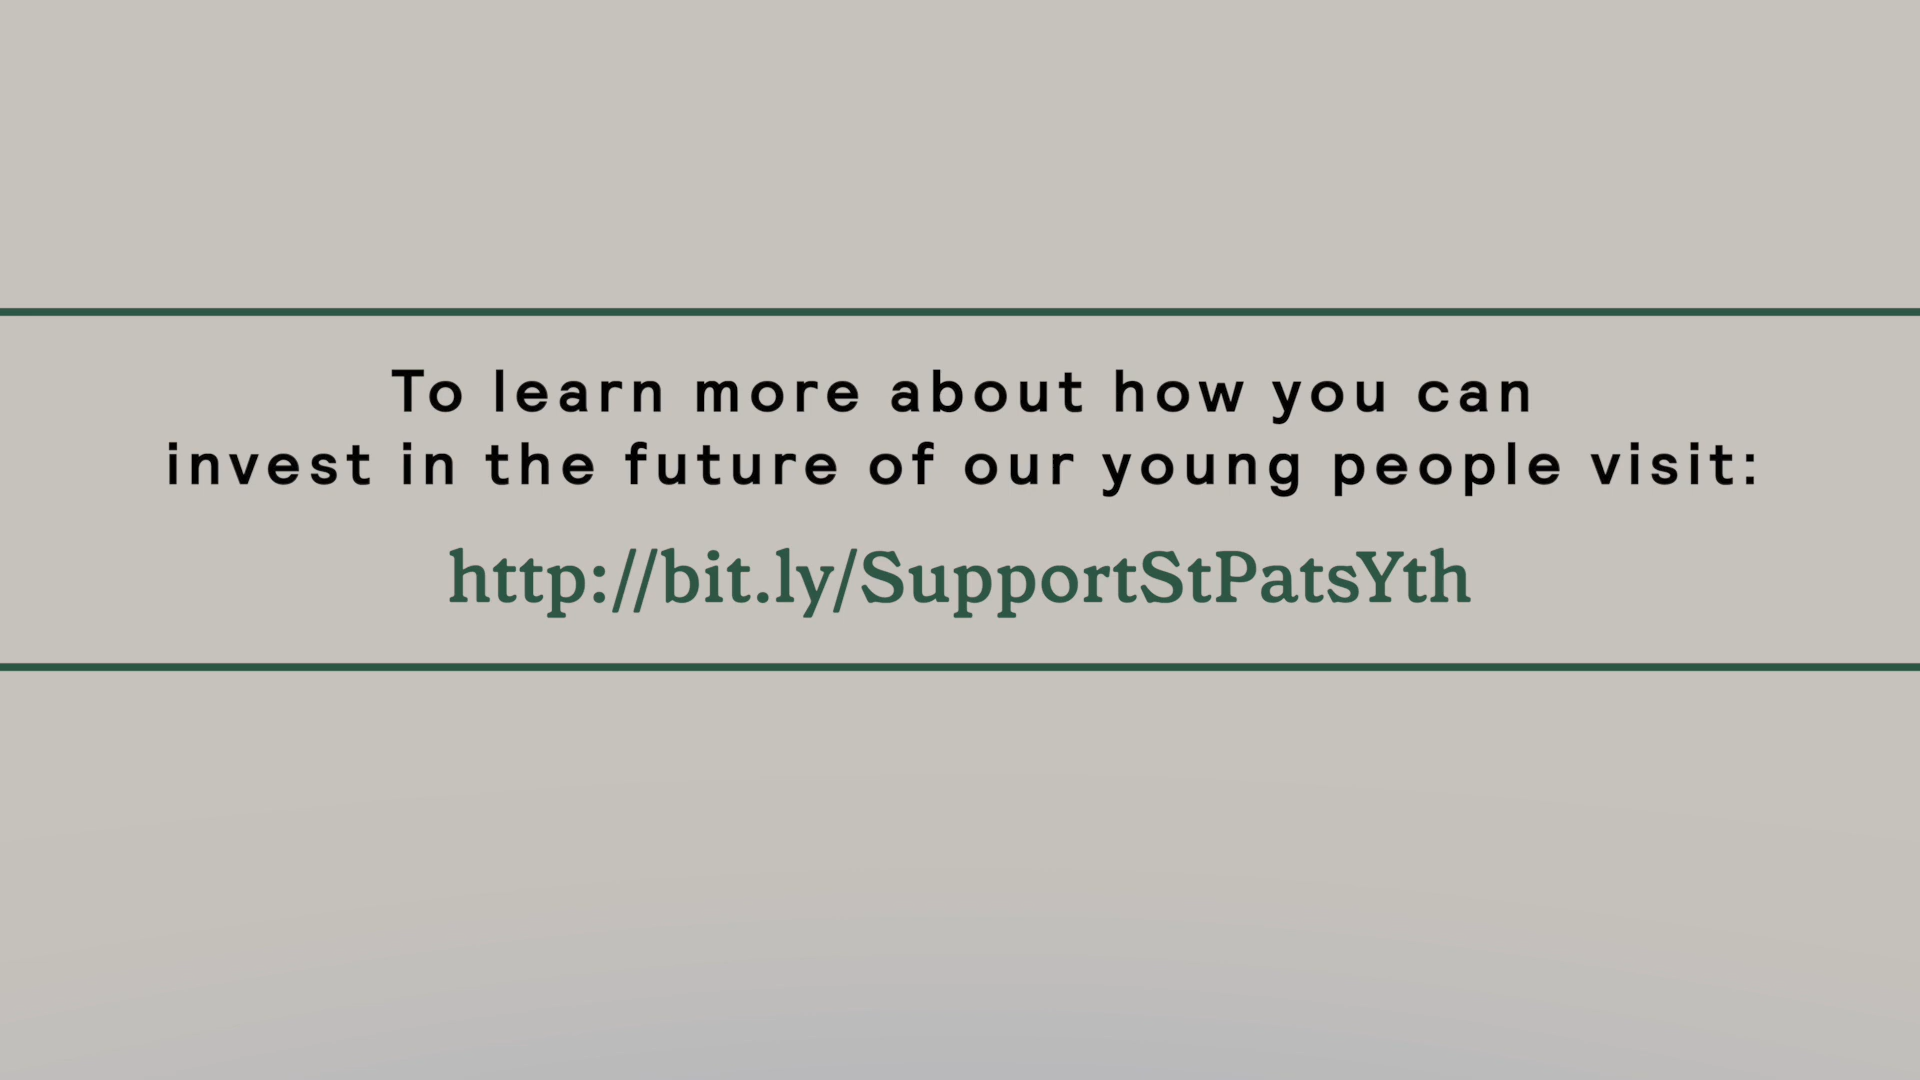 To learn more about how you can
invest in the future of our young people visit:
http://bit.ly/SupportStPatsYth